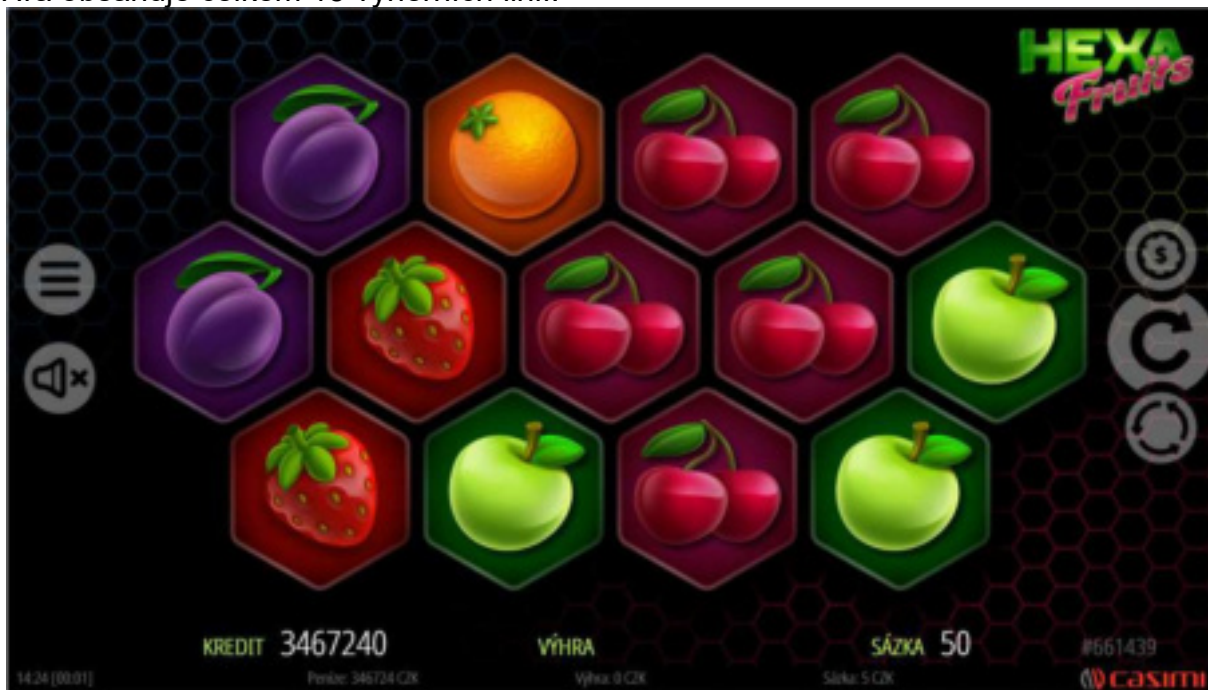 HEXA
Fruits
KREDIT 3467240 VÝHRA SÁZKA 50 #661439
14:24 [00:01] Peníze: 346724 CZK Výhra: 0 CZK Sázka: 5 CZK casimi